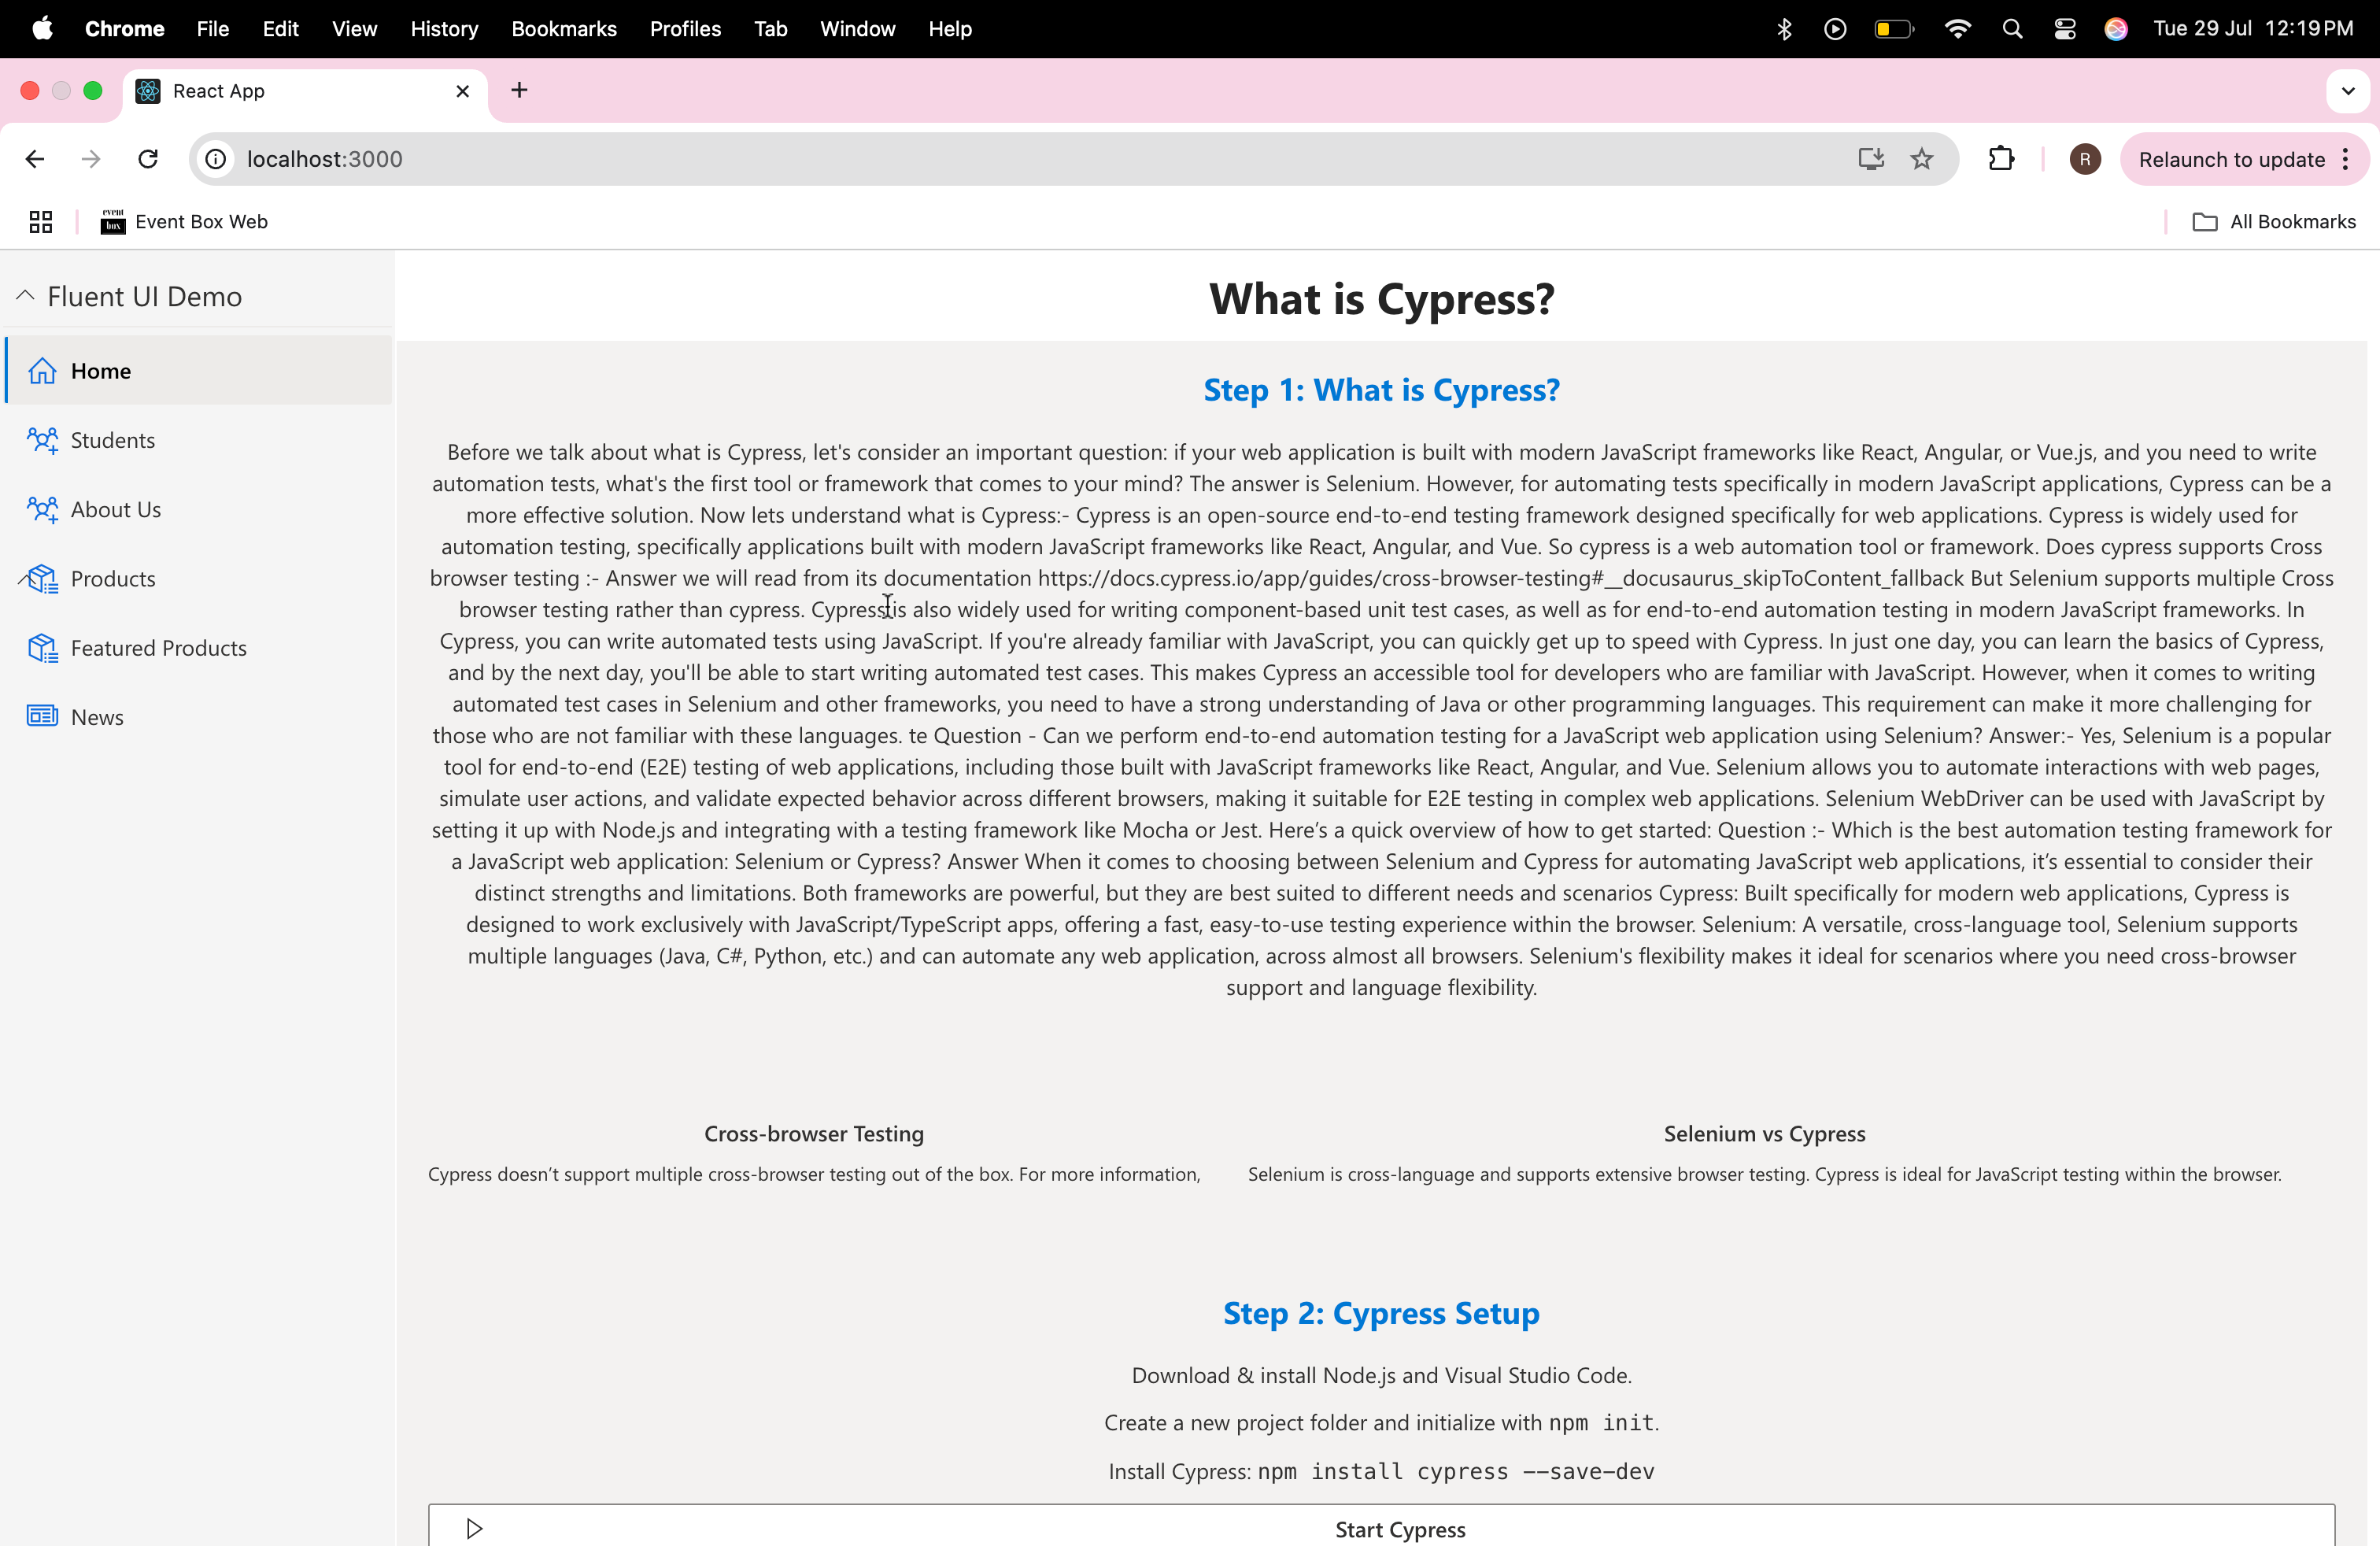 Chrome File Edit View History Bookmarks Profiles Tab Window Help Tue 29 Jul 12:19 PM
React App
localhost:3000 R Relaunch to update
event box Event Box Web All Bookmarks
Fluent UI Demo
Home
Students
About Us
Products
Featured Products
News
What is Cypress?
Step 1: What is Cypress?
Before we talk about what is Cypress, let's consider an important question: if your web application is built with modern JavaScript frameworks like React, Angular, or Vue.js, and you need to write
automation tests, what's the first tool or framework that comes to your mind? The answer is Selenium. However, for automating tests specifically in modern JavaScript applications, Cypress can be a
more effective solution. Now lets understand what is Cypress:- Cypress is an open-source end-to-end testing framework designed specifically for web applications. Cypress is widely used for
automation testing, specifically applications built with modern JavaScript frameworks like React, Angular, and Vue. So cypress is a web automation tool or framework. Does cypress supports Cross
browser testing :- Answer we will read from its documentation https://docs.cypress.io/app/guides/cross-browser-testing#__docusaurus_skipToContent_fallback But Selenium supports multiple Cross
browser testing rather than cypress. Cypress is also widely used for writing component-based unit test cases, as well as for end-to-end automation testing in modern JavaScript frameworks. In
Cypress, you can write automated tests using JavaScript. If you're already familiar with JavaScript, you can quickly get up to speed with Cypress. In just one day, you can learn the basics of Cypress,
and by the next day, you'll be able to start writing automated test cases. This makes Cypress an accessible tool for developers who are familiar with JavaScript. However, when it comes to writing
automated test cases in Selenium and other frameworks, you need to have a strong understanding of Java or other programming languages. This requirement can make it more challenging for
those who are not familiar with these languages. te Question - Can we perform end-to-end automation testing for a JavaScript web application using Selenium? Answer:- Yes, Selenium is a popular
tool for end-to-end (E2E) testing of web applications, including those built with JavaScript frameworks like React, Angular, and Vue. Selenium allows you to automate interactions with web pages,
simulate user actions, and validate expected behavior across different browsers, making it suitable for E2E testing in complex web applications. Selenium WebDriver can be used with JavaScript by
setting it up with Node.js and integrating with a testing framework like Mocha or Jest. Here’s a quick overview of how to get started: Question :- Which is the best automation testing framework for
a JavaScript web application: Selenium or Cypress? Answer When it comes to choosing between Selenium and Cypress for automating JavaScript web applications, it’s essential to consider their
distinct strengths and limitations. Both frameworks are powerful, but they are best suited to different needs and scenarios Cypress: Built specifically for modern web applications, Cypress is
designed to work exclusively with JavaScript/TypeScript apps, offering a fast, easy-to-use testing experience within the browser. Selenium: A versatile, cross-language tool, Selenium supports
multiple languages (Java, C#, Python, etc.) and can automate any web application, across almost all browsers. Selenium's flexibility makes it ideal for scenarios where you need cross-browser
support and language flexibility.
Cross-browser Testing
Cypress doesn’t support multiple cross-browser testing out of the box. For more information,
Selenium vs Cypress
Selenium is cross-language and supports extensive browser testing. Cypress is ideal for JavaScript testing within the browser.
Step 2: Cypress Setup
Download & install Node.js and Visual Studio Code.
Create a new project folder and initialize with npm init.
Install Cypress: npm install cypress --save-dev
Start Cypress